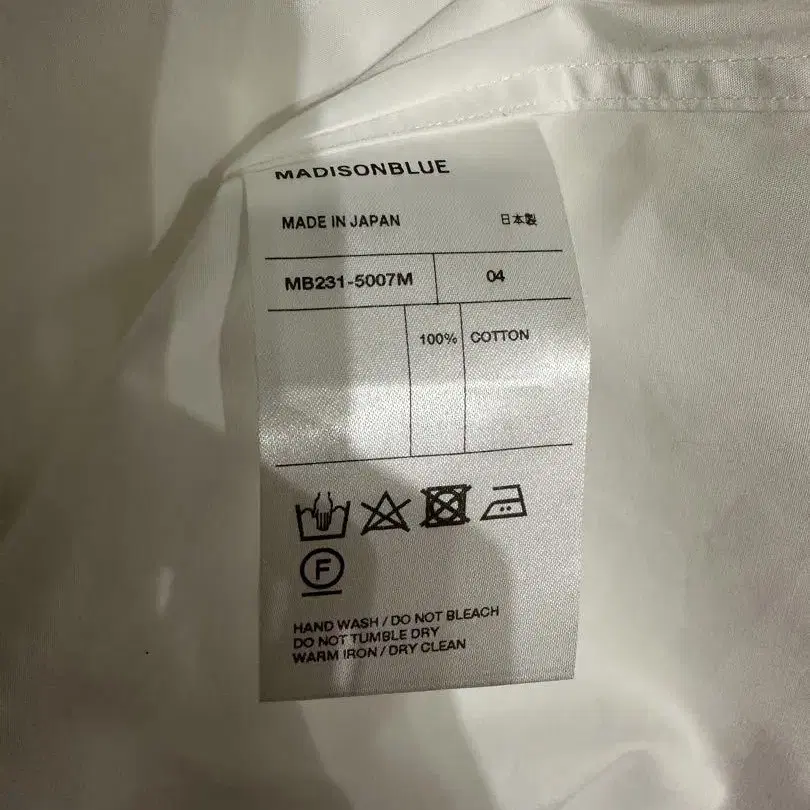 MADISONBLUE
MADE IN JAPAN 日本製
MB231-5007M 04
100% COTTON
F
HAND WASH / DO NOT BLEACH
DO NOT TUMBLE DRY
WARM IRON / DRY CLEAN